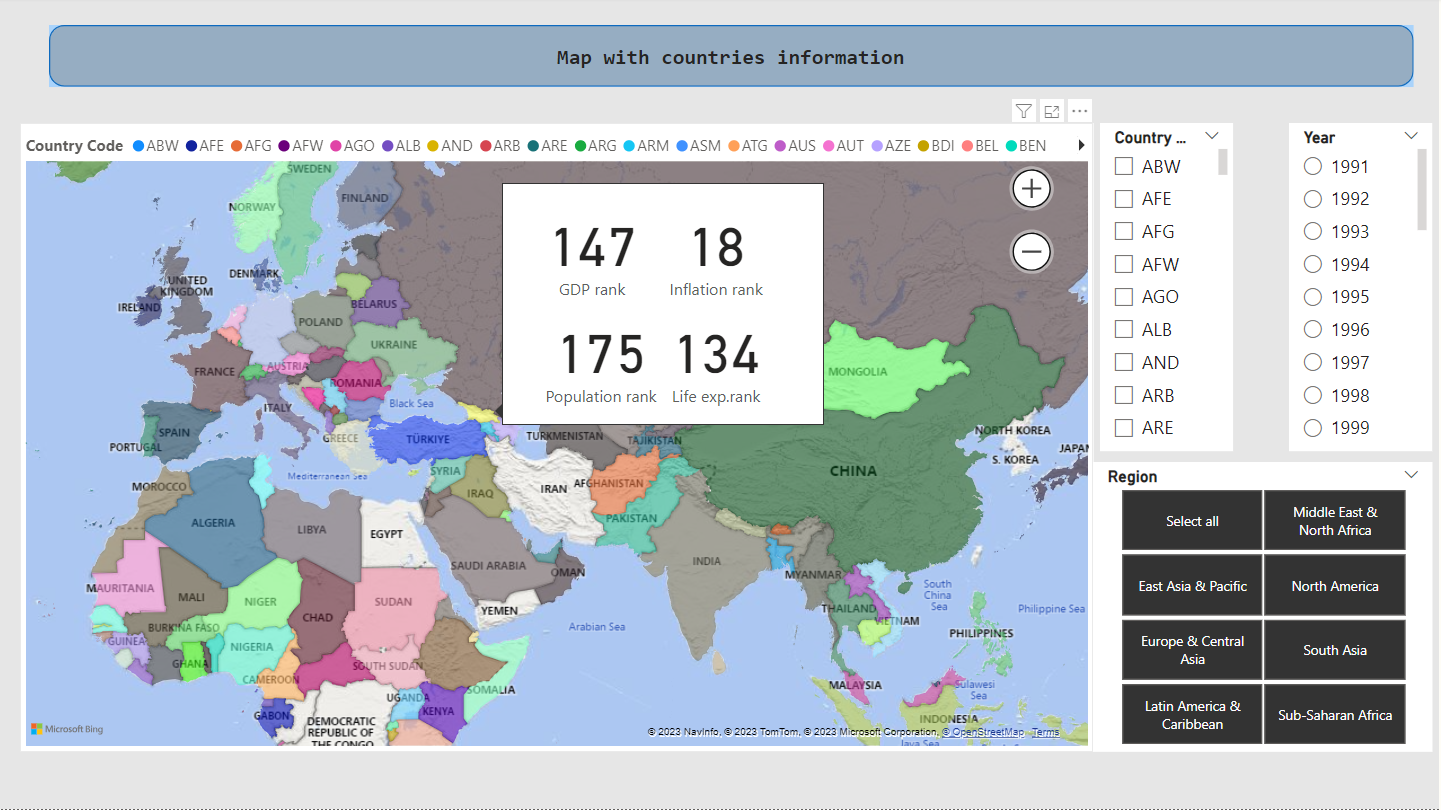 Map with countries information
Country Code ABW AFE AFG AFW AGO ALB AND ARB ARE ARG ARM ASM ATG AUS AUT AZE BDI BEL BEN
SWEDEN
FINLAND
NORWAY
DENMARK
UNITED
KINGDOM
IRELAND
BELARUS
POLAND
UKRAINE
FRANCE
AUSTRIA
ROMANIA
ITALY
Black Sea
SPAIN
PORTUGAL
GREECE
TÜRKIYE
TURKMENISTAN
TAJIKISTAN
MONGOLIA
NORTH KOREA
S. KOREA
JAPAN
CHINA
Mediterranean Sea
SYRIA
IRAQ
IRAN
AFGHANISTAN
PAKISTAN
MOROCCO
ALGERIA
LIBYA
EGYPT
SAUDI ARABIA
OMAN
INDIA
MYANMAR
MAURITANIA
MALI
NIGER
CHAD
SUDAN
YEMEN
Arabian Sea
THAILAND
VIETNAM
South
China
Sea
Philippine Sea
PHILIPPINES
BURKINA FASO
GUINEA
GHANA
NIGERIA
CAMEROON
SOUTH SUDAN
SOMALIA
UGANDA
KENYA
GABON
DEMOCRATIC
REPUBLIC OF
THE CONGO
MALAYSIA
Sulawesi
Sea
INDONESIA
Java Sea
147 18
GDP rank Inflation rank
175 134
Population rank Life exp.rank
Microsoft Bing
© 2023 NavInfo, © 2023 TomTom, © 2023 Microsoft Corporation, © OpenStreetMap Terms
Country ...
ABW
AFE
AFG
AFW
AGO
ALB
AND
ARB
ARE
Year
1991
1992
1993
1994
1995
1996
1997
1998
1999
Region
Select all
Middle East &
North Africa
East Asia & Pacific
North America
Europe & Central
Asia
South Asia
Latin America &
Caribbean
Sub-Saharan Africa